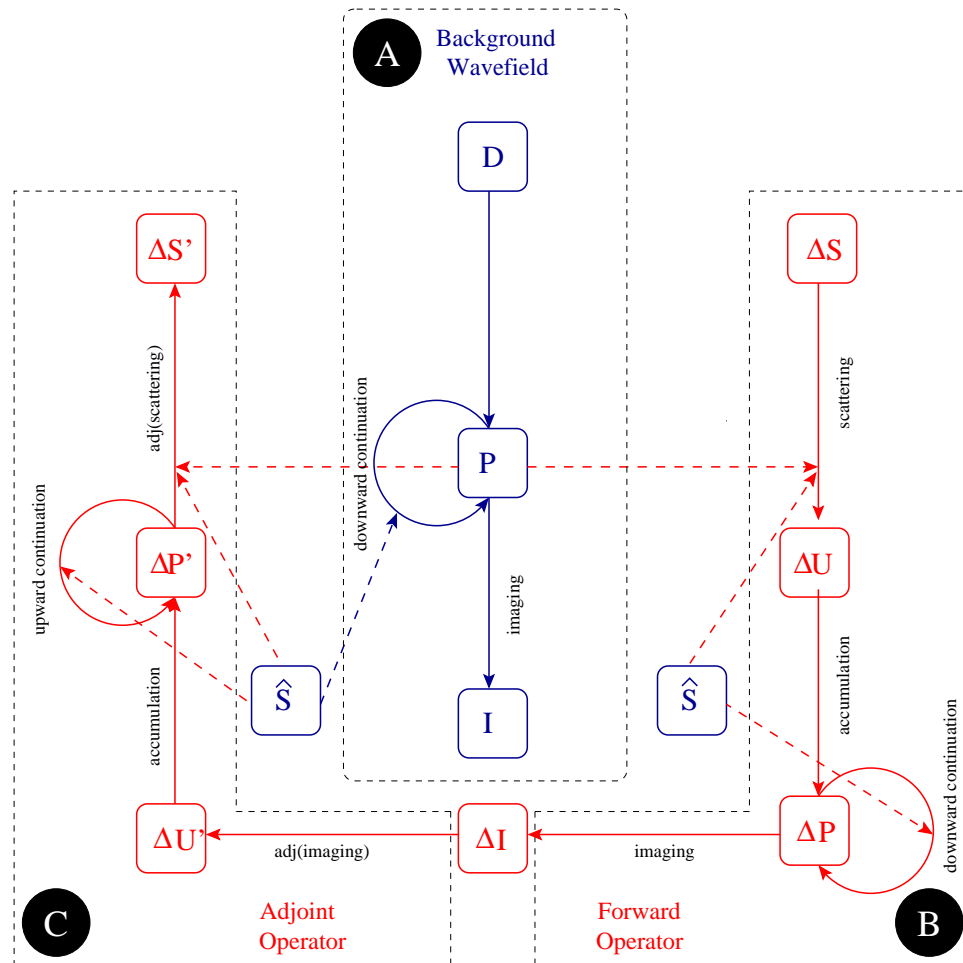 A
Background
Wavefield
D
ΔS’
ΔS
adj(scattering)
scattering
downward continuation
P
upward continuation
ΔP’
ΔU
imaging
accumulation
Ŝ
Ŝ
accumulation
I
downward continuation
ΔU’
adj(imaging)
ΔI
imaging
ΔP
C
Adjoint
Operator
Forward
Operator
B